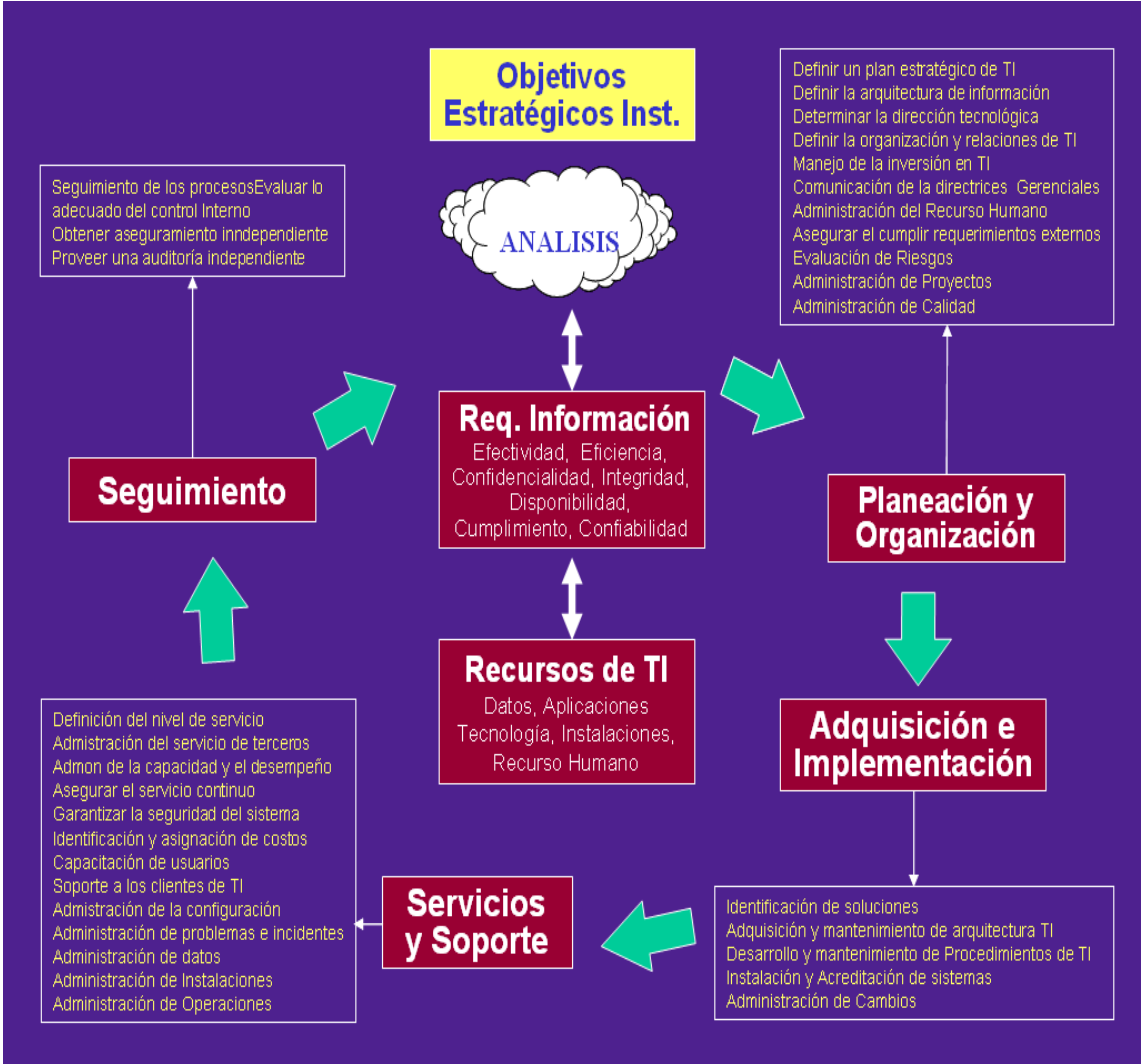 Objetivos
Estratégicos Inst.
ANALISIS
Definir un plan estratégico de TI
Definir la arquitectura de información
Determinar la dirección tecnológica
Definir la organización y relaciones de TI
Manejo de la inversión en TI
Comunicación de la directrices Gerenciales
Administración del Recurso Humano
Asegurar el cumplir requerimientos externos
Evaluación de Riesgos
Administración de Proyectos
Administración de Calidad
Seguimiento de los procesosEvaluar lo
adecuado del control Interno
Obtener aseguramiento inndependiente
Proveer una auditoría independiente
Req. Información
Efectividad, Eficiencia,
Confidencialidad, Integridad,
Disponibilidad,
Cumplimiento, Confiabilidad
Seguimiento
Planeación y
Organización
Recursos de TI
Datos, Aplicaciones
Tecnología, Instalaciones,
Recurso Humano
Adquisición e
Implementación
Definición del nivel de servicio
Admistración del servicio de terceros
Admon de la capacidad y el desempeño
Asegurar el servicio continuo
Garantizar la seguridad del sistema
Identificación y asignación de costos
Capacitación de usuarios
Soporte a los clientes de TI
Admistración de la configuración
Administración de problemas e incidentes
Administración de datos
Administración de Instalaciones
Administración de Operaciones
Servicios
y Soporte
Identificación de soluciones
Adquisición y mantenimiento de arquitectura TI
Desarrollo y mantenimiento de Procedimientos de TI
Instalación y Acreditación de sistemas
Administración de Cambios